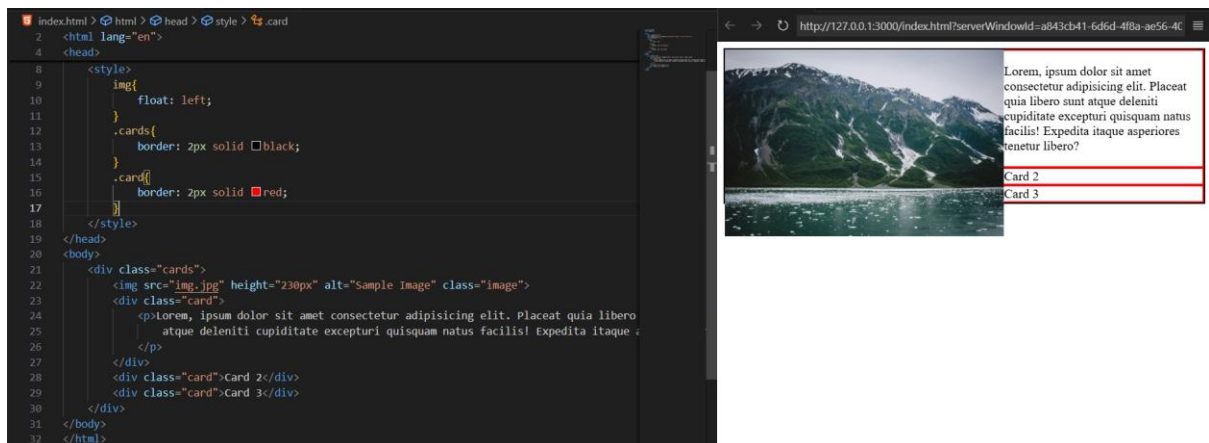 index.html > html > head > style > .card
2 <html lang="en">
4 <head>
8 <style>
9 img{
10 float: left;
11 }
12 .cards{
13 border: 2px solid black;
14 }
15 .card{
16 border: 2px solid red;
17 }
18 </style>
19 </head>
20 <body>
21 <div class="cards">
22 <img src="img.jpg" height="230px" alt="Sample Image" class="image">
23 <div class="card">
24 <p>Lorem, ipsum dolor sit amet consectetur adipisicing elit. Placeat quia libero
25 atque deleniti cupiditate excepturi quisquam natus facilis! Expedita itaque a
26 </p>
27 </div>
28 <div class="card">Card 2</div>
29 <div class="card">Card 3</div>
30 </div>
31 </body>
32 </html>
http://127.0.0.1:3000/index.html?serverWindowId=a843cb41-6d6d-4f8a-ae56-40
Lorem, ipsum dolor sit amet
consectetur adipisicing elit. Placeat
quia libero sunt atque deleniti
cupiditate excepturi quisquam natus
facilis! Expedita itaque asperiores
tenetur libero?
Card 2
Card 3